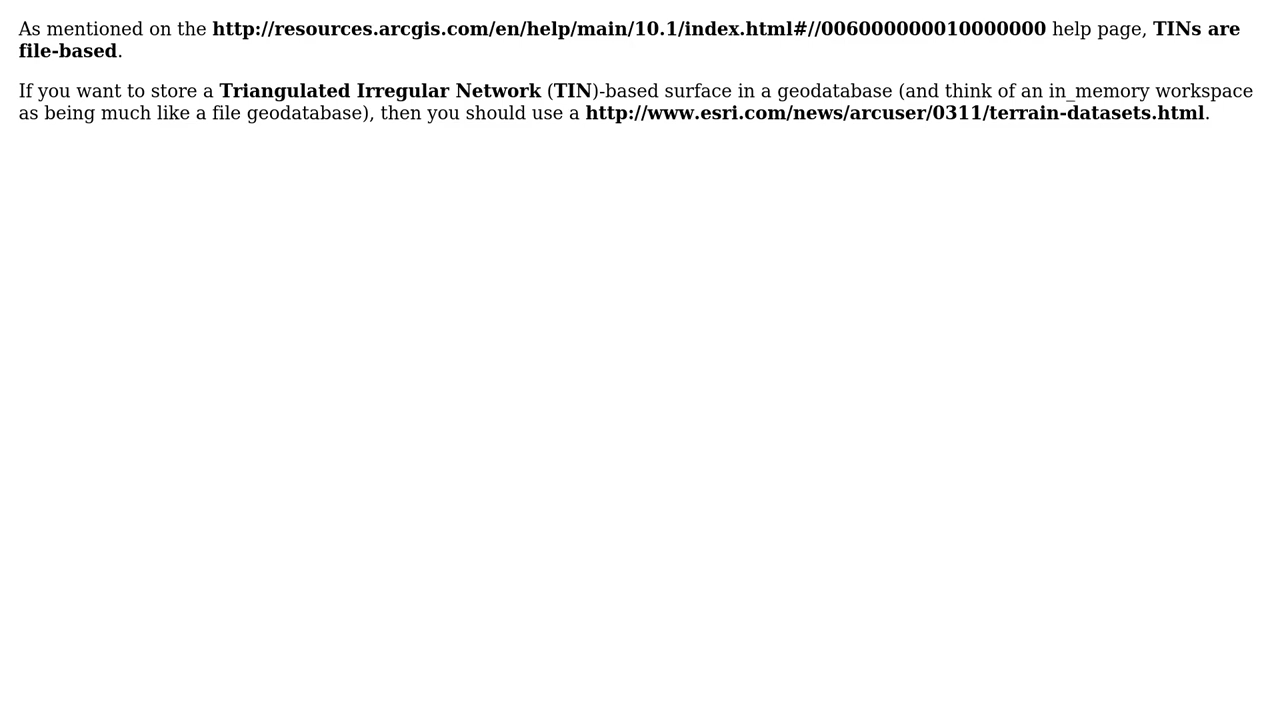 As mentioned on the http://resources.arcgis.com/en/help/main/10.1/index.html#//006000000010000000 help page, TINs are
file-based.
If you want to store a Triangulated Irregular Network (TIN)-based surface in a geodatabase (and think of an in_memory workspace
as being much like a file geodatabase), then you should use a http://www.esri.com/news/arcuser/0311/terrain-datasets.html.